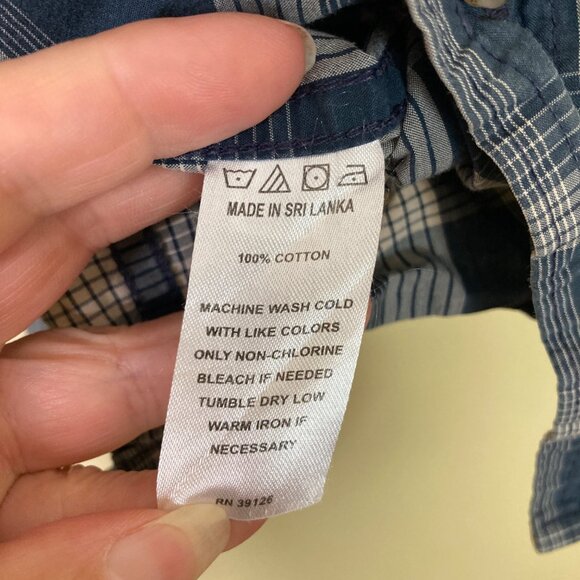 MADE IN SRI LANKA
100% COTTON
MACHINE WASH COLD
WITH LIKE COLORS
ONLY NON-CHLORINE
BLEACH IF NEEDED
TUMBLE DRY LOW
WARM IRON IF
NECESSARY
RN 39126